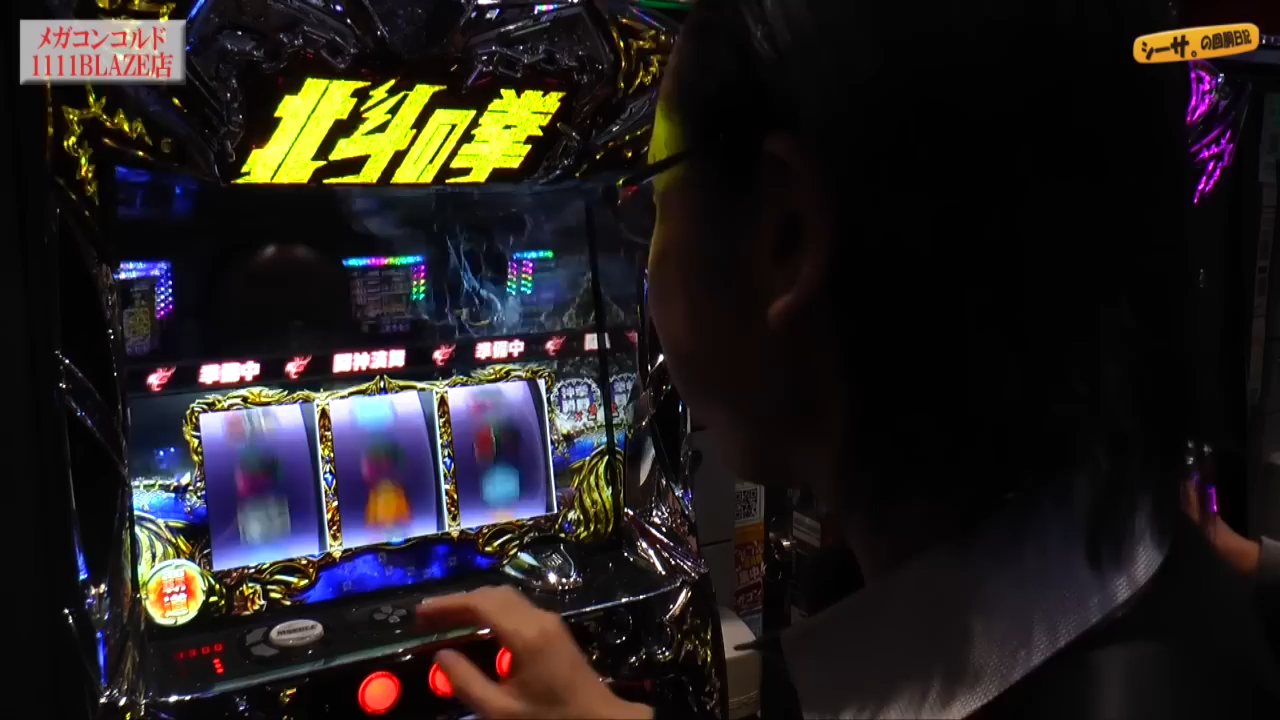 メガコンコルド
1111BLAZE店
シーサ。の回胴日記
北斗の拳
準備中 闘神演舞 準備中